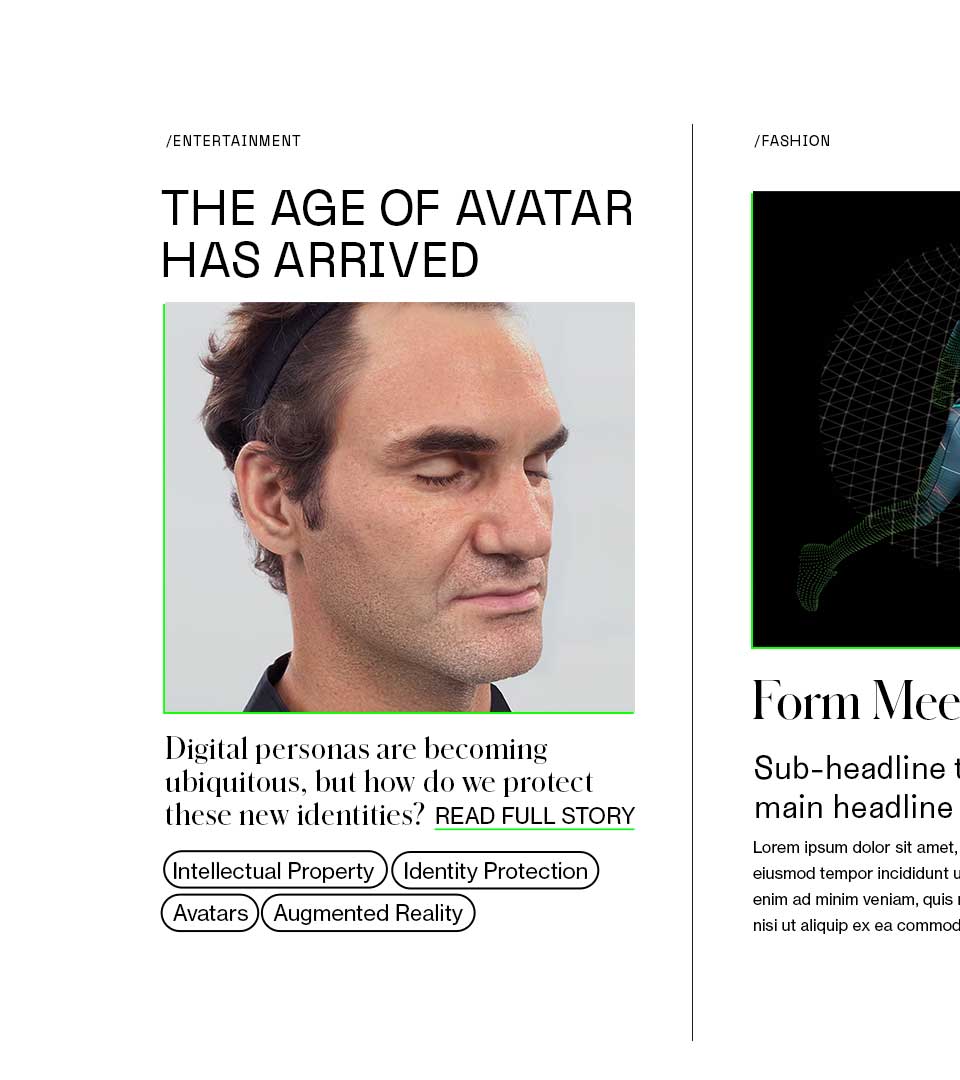 /ENTERTAINMENT
THE AGE OF AVATAR
HAS ARRIVED
Digital personas are becoming
ubiquitous, but how do we protect
these new identities? READ FULL STORY
Intellectual Property
Identity Protection
Avatars
Augmented Reality
/FASHION
Form Mee
Sub-headline t
main headline
Lorem ipsum dolor sit amet,
eiusmod tempor incididunt u
enim ad minim veniam, quis
nisi ut aliquip ex ea commod